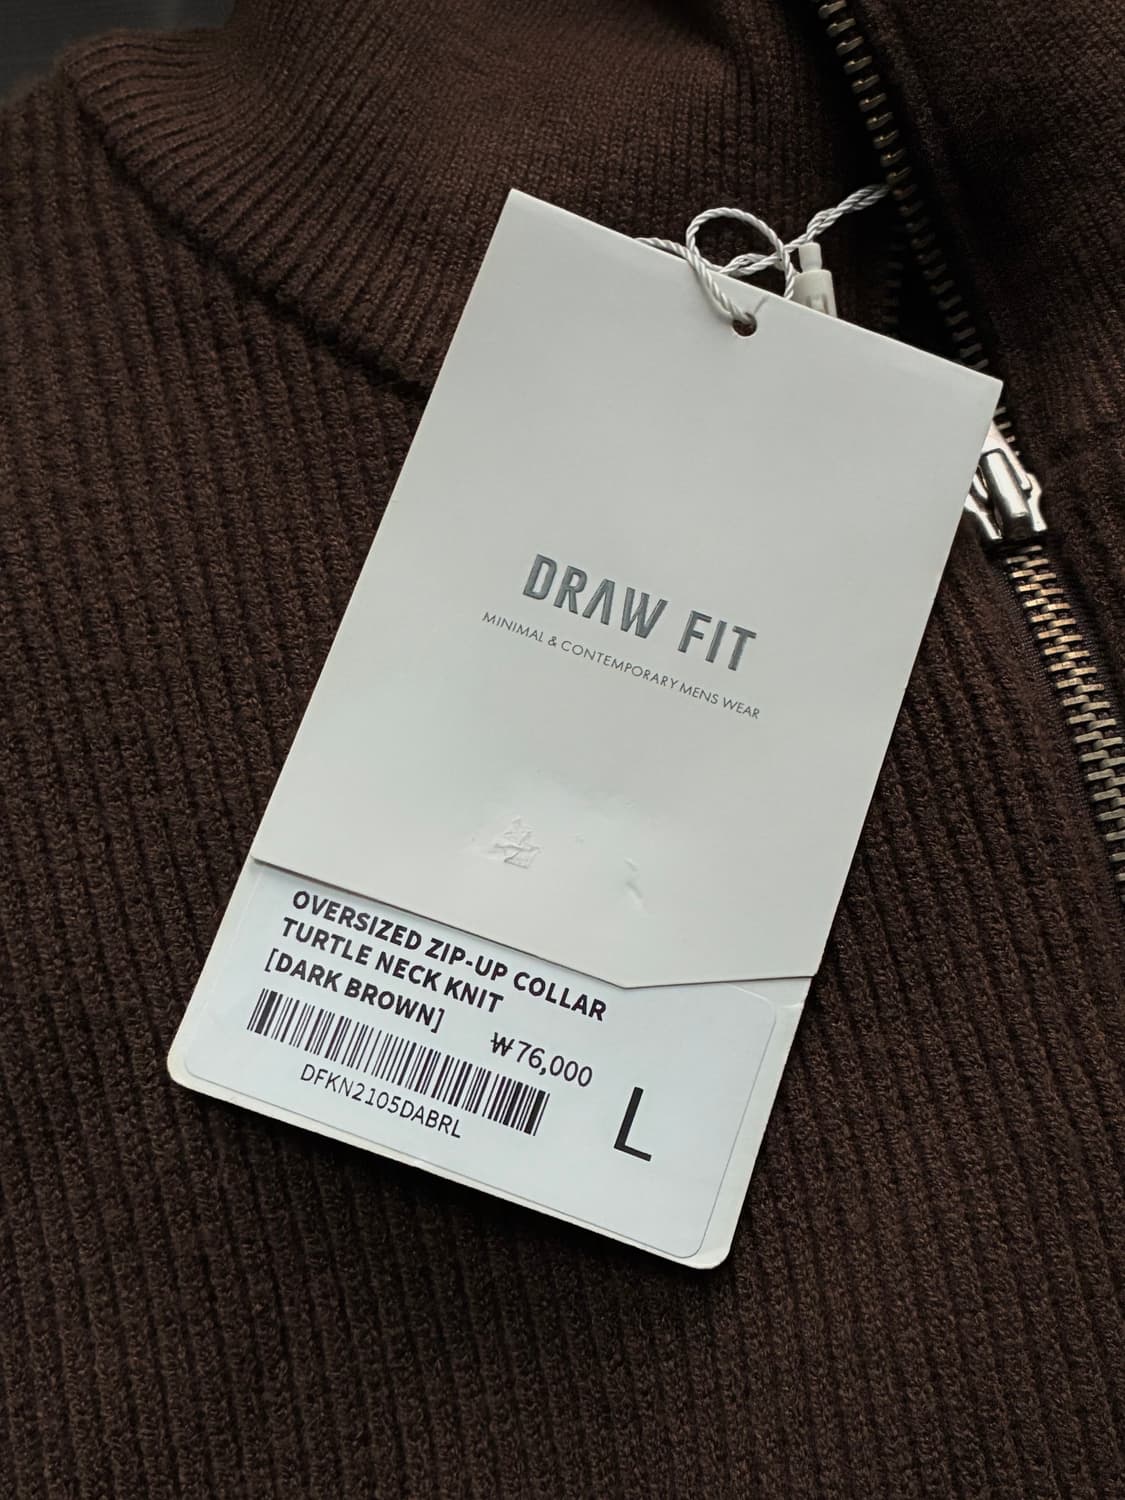 DRAW FIT
MINIMAL & CONTEMPORARY MENS WEAR
OVERSIZED ZIP-UP COLLAR
TURTLE NECK KNIT
[DARK BROWN]
₩76,000
DFKN2105DABRL
L